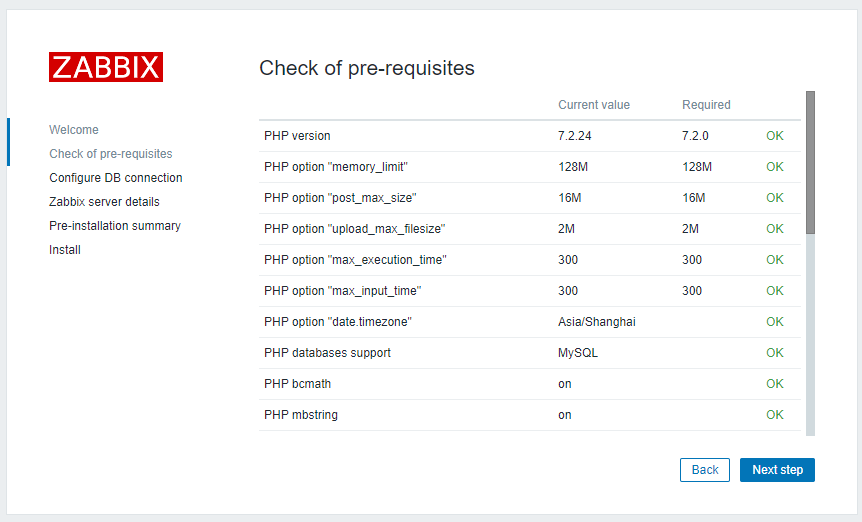 ZABBIX
Welcome
Check of pre-requisites
Configure DB connection
Zabbix server details
Pre-installation summary
Install
Check of pre-requisites
Current value Required
PHP version 7.2.24 7.2.0 OK
PHP option "memory_limit" 128M 128M OK
PHP option "post_max_size" 16M 16M OK
PHP option "upload_max_filesize" 2M 2M OK
PHP option "max_execution_time" 300 300 OK
PHP option "max_input_time" 300 300 OK
PHP option "date.timezone" Asia/Shanghai OK
PHP databases support MySQL OK
PHP bcmath on OK
PHP mbstring on OK
Back Next step